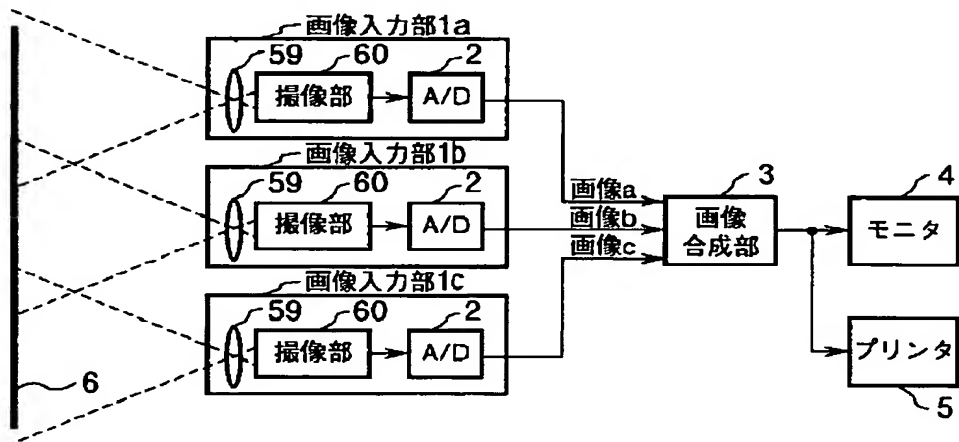 画像入力部1a
59
60
2
撮像部
A/D
画像入力部1b
59
60
2
撮像部
A/D
画像入力部1c
59
60
2
撮像部
A/D
画像a
画像b
画像c
3
画像
合成部
4
モニタ
プリンタ
5
6